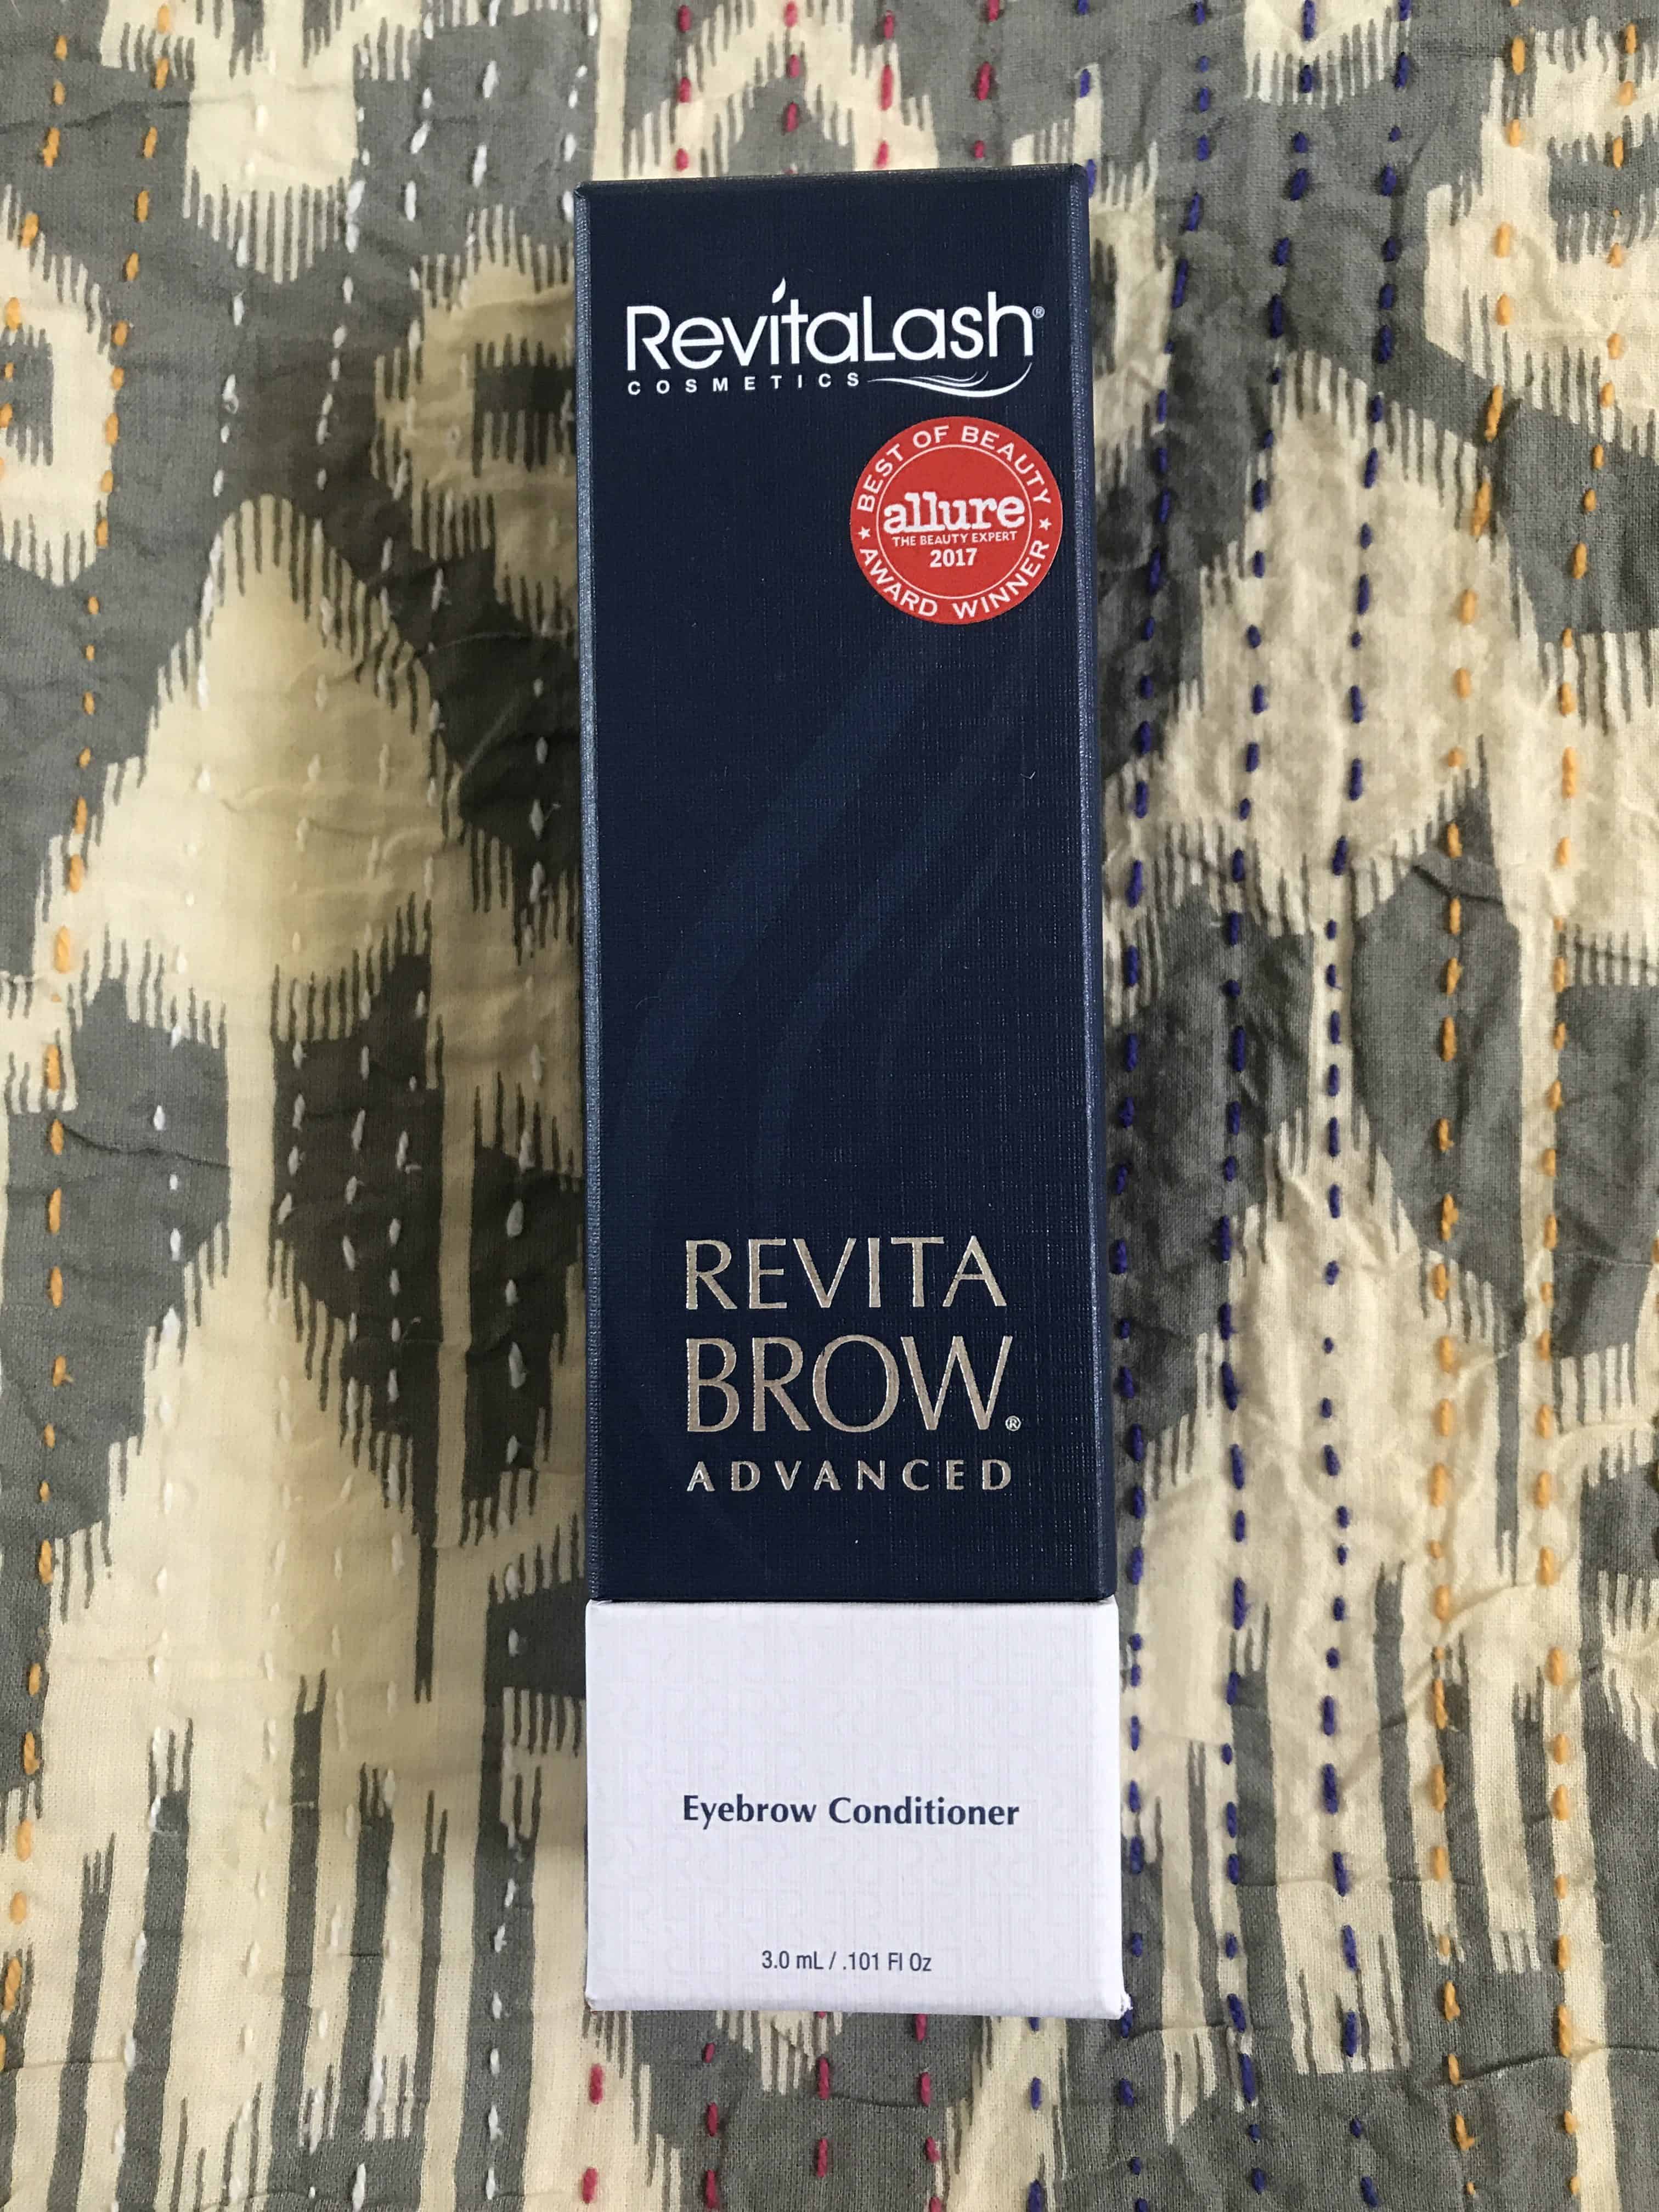 RevitaLash®
COSMETICS
BEST OF BEAUTY
allure
THE BEAUTY EXPERT
2017
AWARD WINNER
REVITA
BROW®
ADVANCED
Eyebrow Conditioner
3.0 mL / .101 Fl Oz